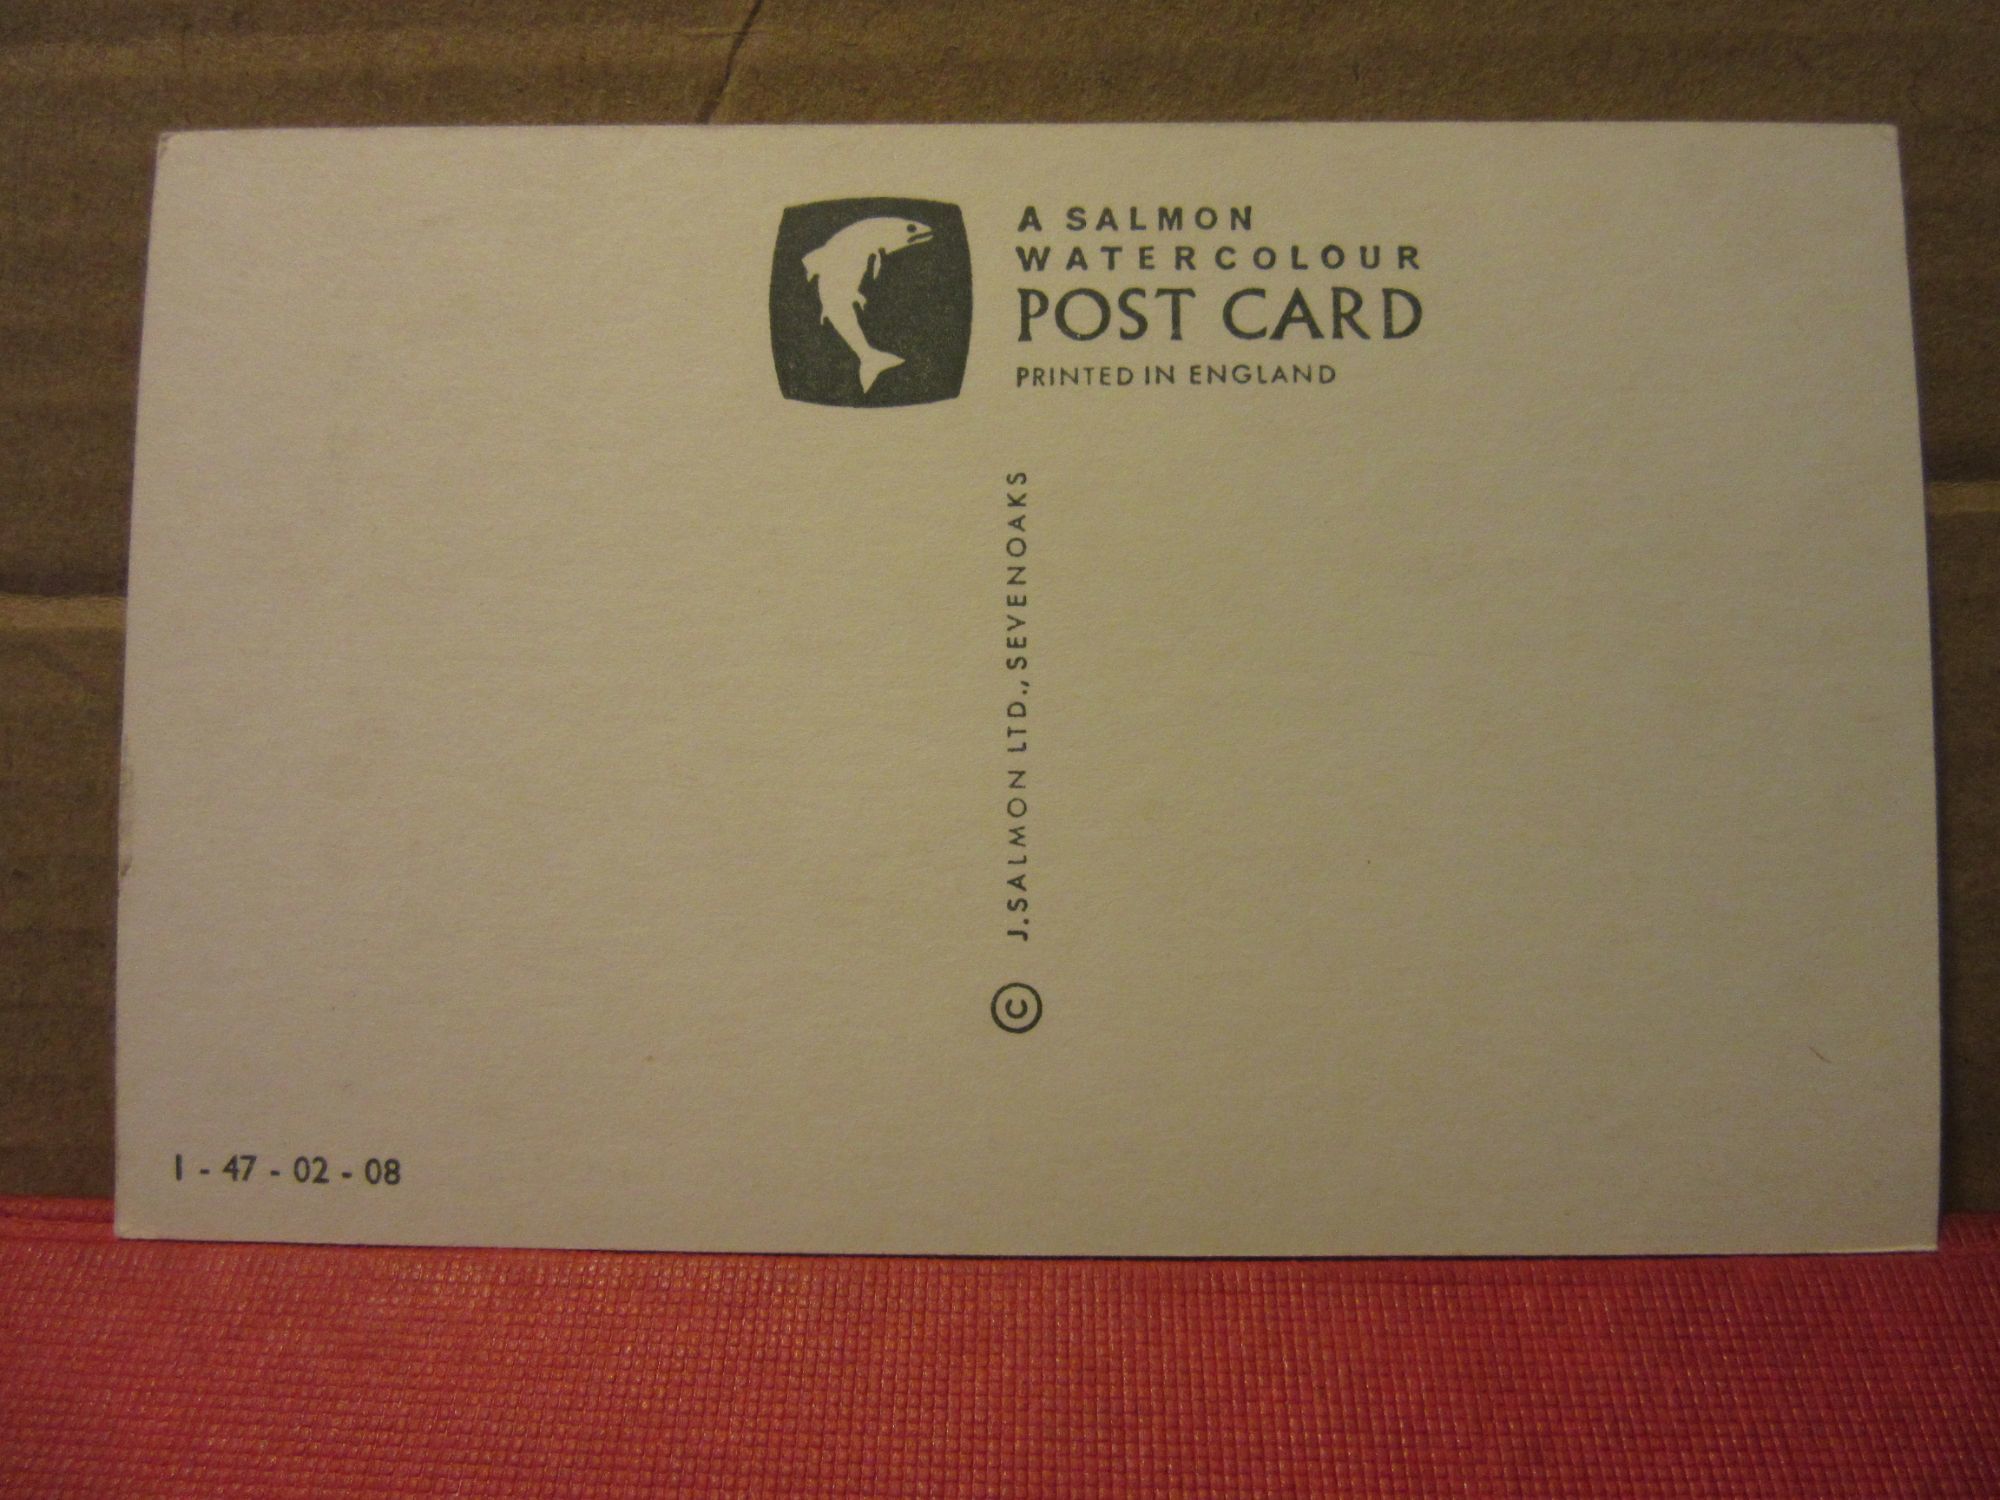 A SALMON
WATERCOLOUR
POST CARD
PRINTED IN ENGLAND
© J. SALMON LTD., SEVENOAKS
1 - 47 - 02 - 08